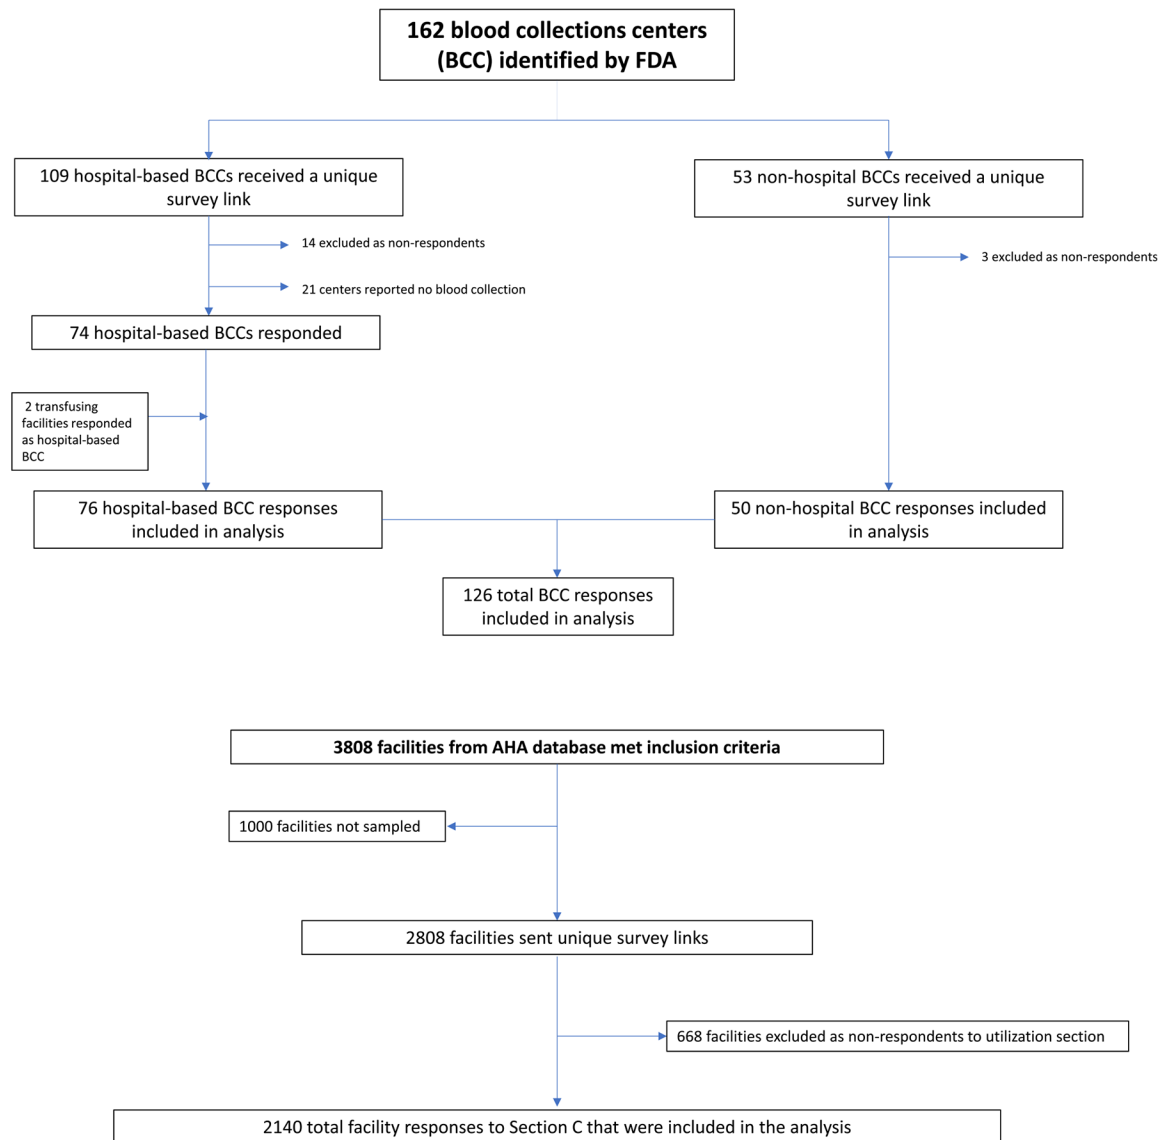 162 blood collections centers
(BCC) identified by FDA
109 hospital-based BCCs received a unique
survey link
53 non-hospital BCCs received a unique
survey link
14 excluded as non-respondents
3 excluded as non-respondents
21 centers reported no blood collection
74 hospital-based BCCs responded
2 transfusing
facilities responded
as hospital-based
BCC
76 hospital-based BCC responses
included in analysis
50 non-hospital BCC responses included
in analysis
126 total BCC responses
included in analysis
3808 facilities from AHA database met inclusion criteria
1000 facilities not sampled
2808 facilities sent unique survey links
668 facilities excluded as non-respondents to utilization section
2140 total facility responses to Section C that were included in the analysis